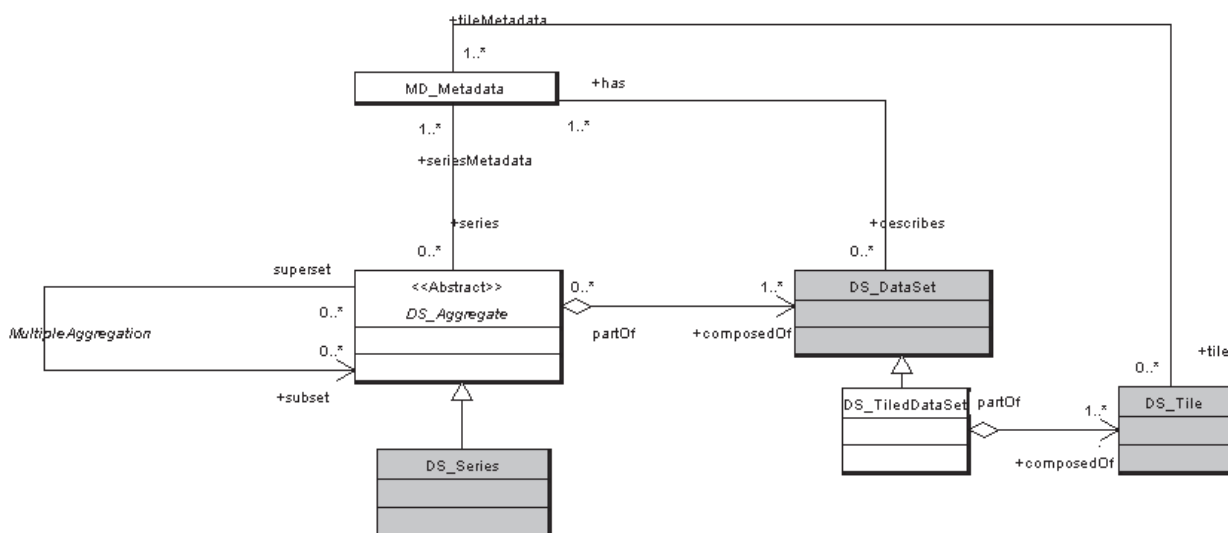 +tileMetadata
1..*
MD_Metadata
+has
1..*
1..*
+seriesMetadata
+series
+describes
0..*
0..*
superset
<<Abstract>>
DS_Aggregate
0..*
1..*
DS_DataSet
0..*
MultipleAggregation
partOf
+composedOf
0..*
+subset
+tile
0..*
DS_TiledDataSet
partOf
1..*
DS_Tile
+composedOf
DS_Series